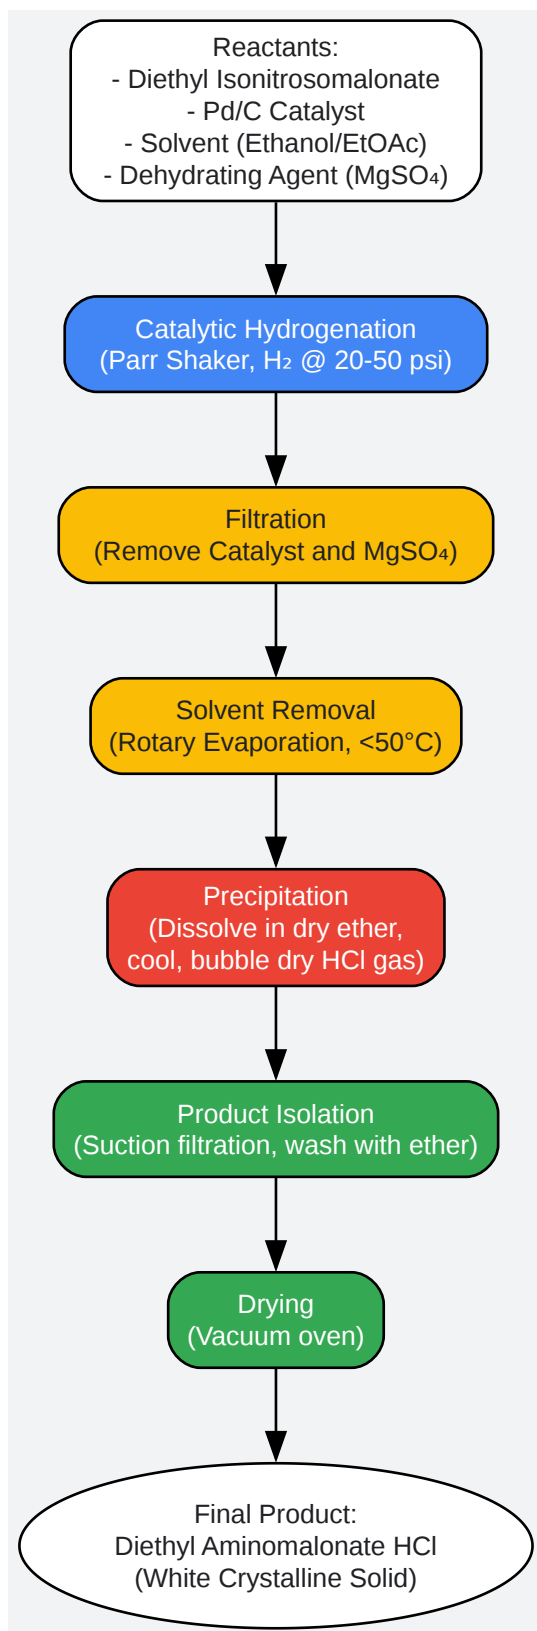 Reactants:
- Diethyl Isonitrosomalonate
- Pd/C Catalyst
- Solvent (Ethanol/EtOAc)
- Dehydrating Agent (MgSO₄)
Catalytic Hydrogenation
(Parr Shaker, H₂ @ 20-50 psi)
Filtration
(Remove Catalyst and MgSO₄)
Solvent Removal
(Rotary Evaporation, <50°C)
Precipitation
(Dissolve in dry ether,
cool, bubble dry HCl gas)
Product Isolation
(Suction filtration, wash with ether)
Drying
(Vacuum oven)
Final Product:
Diethyl Aminomalonate HCl
(White Crystalline Solid)